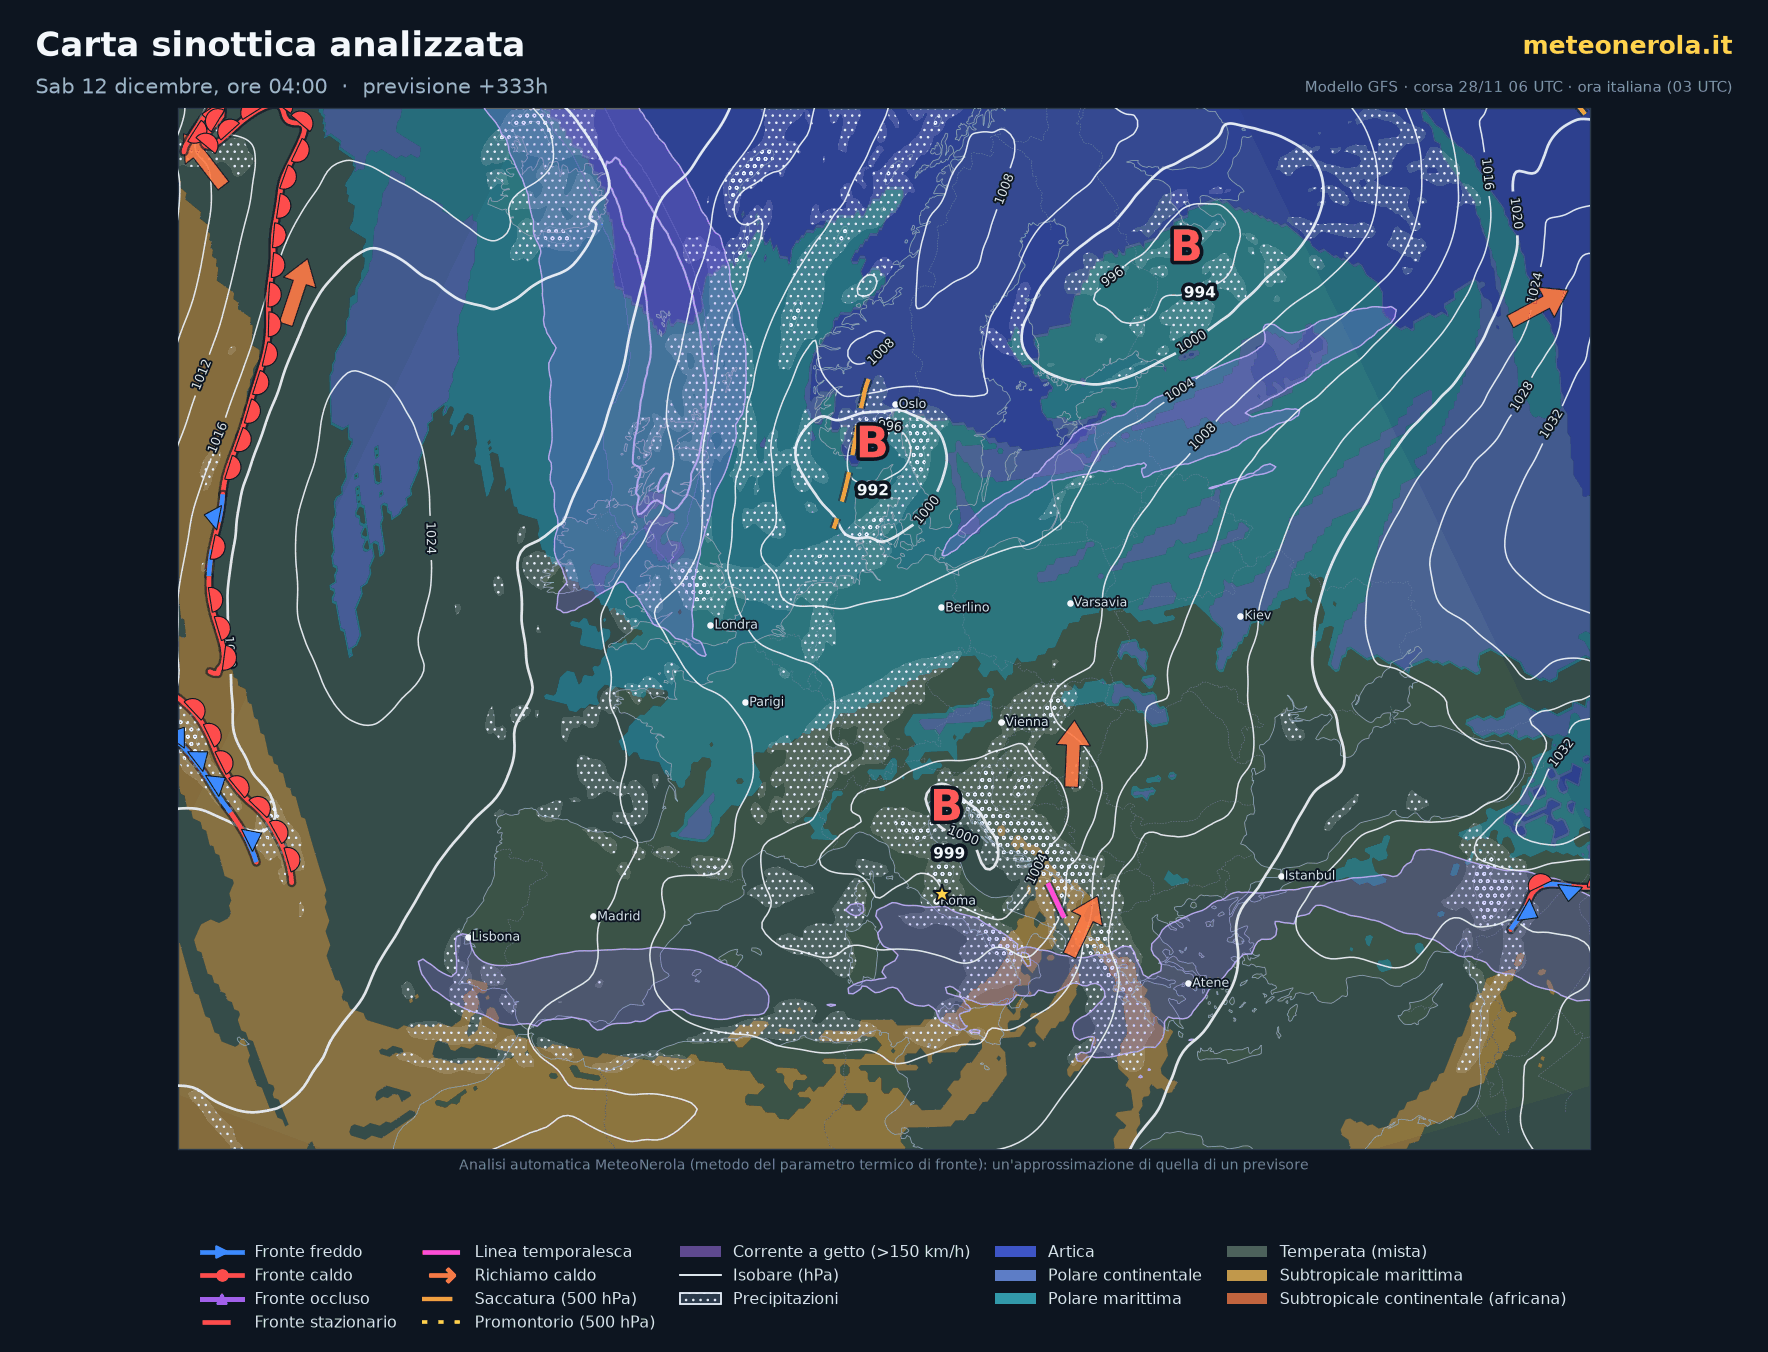 Carta sinottica analizzata
meteonerola.it
Sab 12 dicembre, ore 04:00 · previsione +333h
Modello GFS · corsa 28/11 06 UTC · ora italiana (03 UTC)
1008
1016
1020
B
996
994
1024
1000
1012
1008
1004
1028
1032
Oslo
996
B
1016
1008
992
1000
1024
Berlino
Varsavia
Kiev
Londra
Parigi
Vienna
1032
B
1000
999
1004
Istanbul
Roma
Madrid
Lisbona
Atene
Analisi automatica MeteoNerola (metodo del parametro termico di fronte): un'approssimazione di quella di un previsore
Fronte freddo
Linea temporalesca
Corrente a getto (>150 km/h)
Artica
Temperata (mista)
Fronte caldo
Richiamo caldo
Isobare (hPa)
Polare continentale
Subtropicale marittima
Fronte occluso
Saccatura (500 hPa)
Precipitazioni
Polare marittima
Subtropicale continentale (africana)
Fronte stazionario
Promontorio (500 hPa)